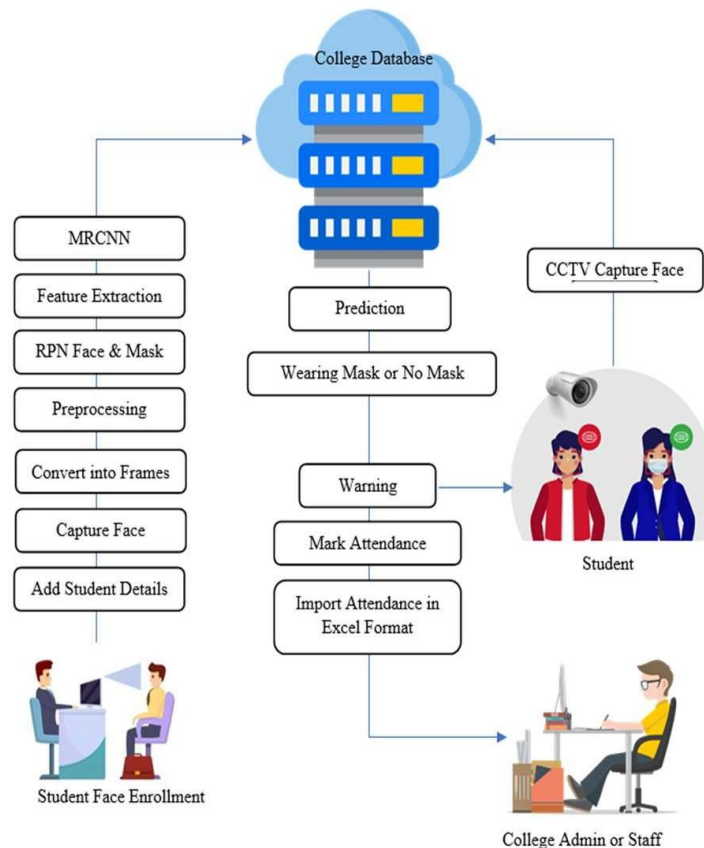 College Database
MRCNN
Feature Extraction
RPN Face & Mask
Preprocessing
Convert into Frames
Capture Face
Add Student Details
Student Face Enrollment
Prediction
Wearing Mask or No Mask
Warning
Mark Attendance
Import Attendance in
Excel Format
CCTV Capture Face
Student
College Admin or Staff